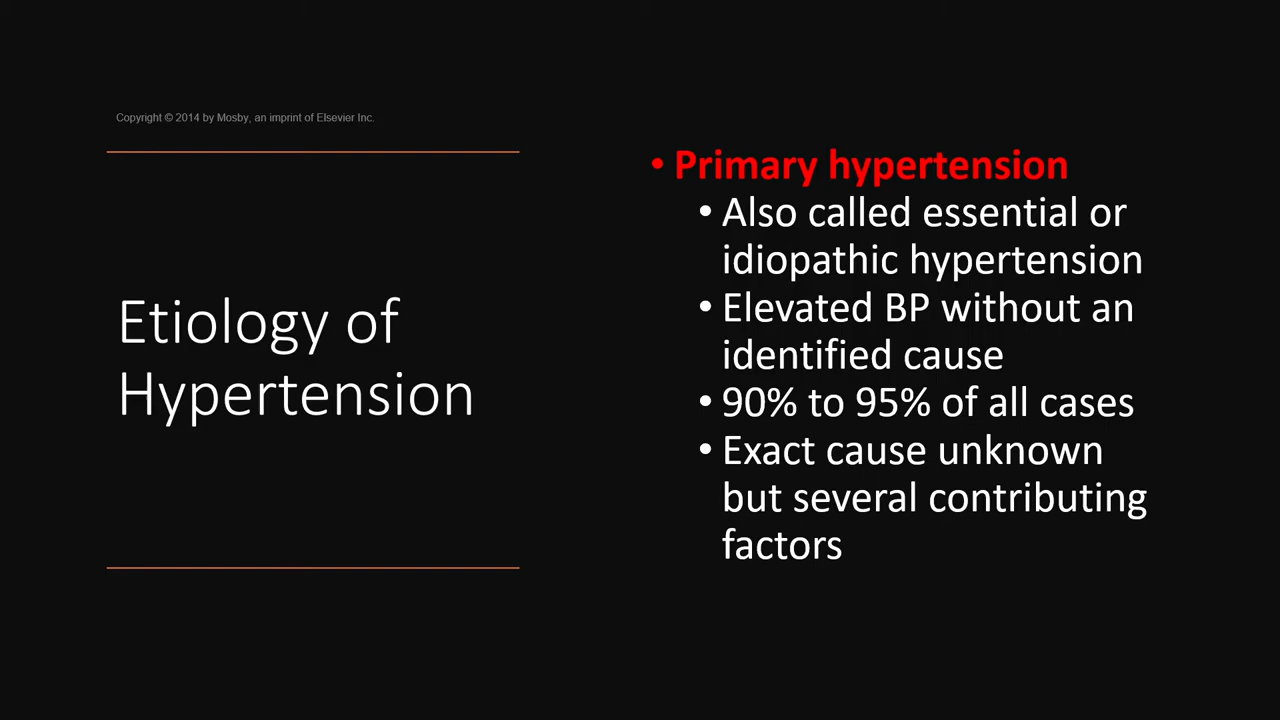 Copyright © 2014 by Mosby, an imprint of Elsevier Inc.
Etiology of
Hypertension
• Primary hypertension
• Also called essential or
idiopathic hypertension
• Elevated BP without an
identified cause
• 90% to 95% of all cases
• Exact cause unknown
but several contributing
factors